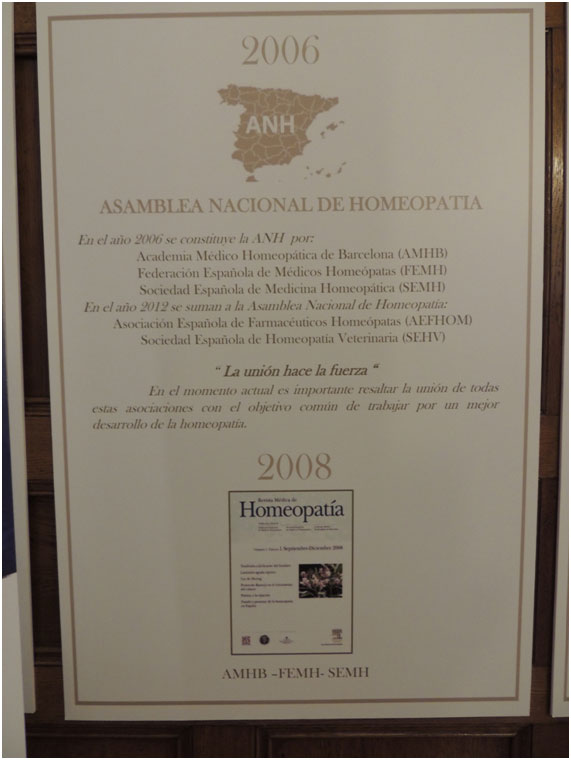 2006
ANH
ASAMBLEA NACIONAL DE HOMEOPATIA
En el año 2006 se constituye la ANH por:
Academia Médico Homeopática de Barcelona (AMHB)
Federación Española de Médicos Homeópatas (FEMH)
Sociedad Española de Medicina Homeopática (SEMH)
En el año 2012 se suman a la Asamblea Nacional de Homeopatía:
Asociación Española de Farmacéuticos Homeópatas (AEFHOM)
Sociedad Española de Homeopatía Veterinaria (SEHV)
“ La unión hace la fuerza “
En el momento actual es importante resaltar la unión de todas
estas asociaciones con el objetivo común de trabajar por un mejor
desarrollo de la homeopatía.
2008
Revista Médica de
Homeopatía
Septiembre-Diciembre 2008
AMHB –FEMH- SEMH